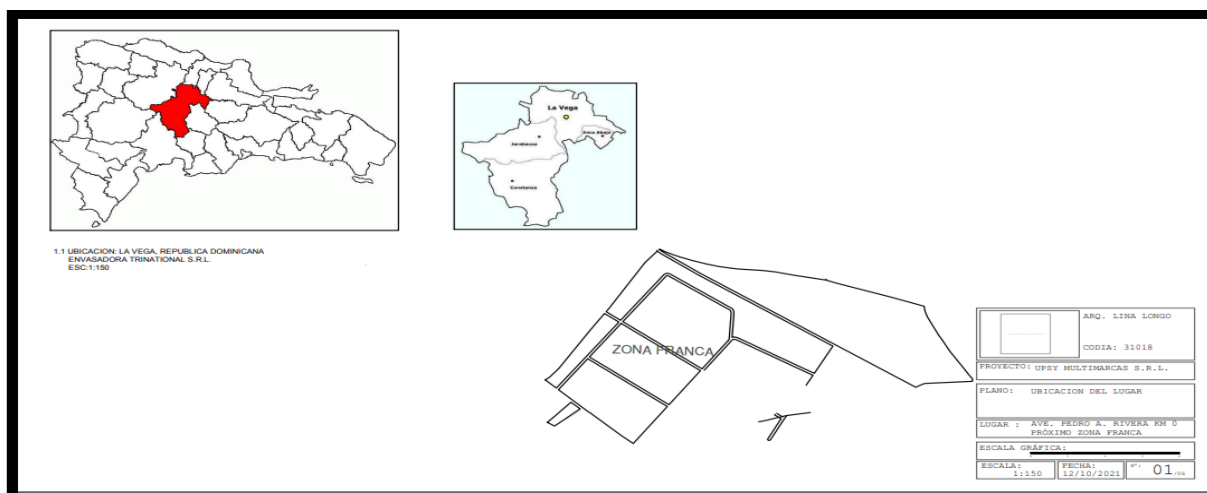 La Vega
Jarabacoa
Constanza
1.1 UBICACION: LA VEGA, REPUBLICA DOMINICANA
ENVASADORA TRINATIONAL S.R.L.
ESC:1:150
ZONA FRANCA
ARQ. LINA LONGO
CODIA: 31018
PROYECTO: UPSY MULTIMARCAS S.R.L.
PLANO: UBICACION DEL LUGAR
LUGAR : AVE. PEDRO A. RIVERA KM 0
PRÓXIMO ZONA FRANCA
ESCALA GRÁFICA:
ESCALA: 1:150
FECHA: 12/10/2021
Nº: 01/04